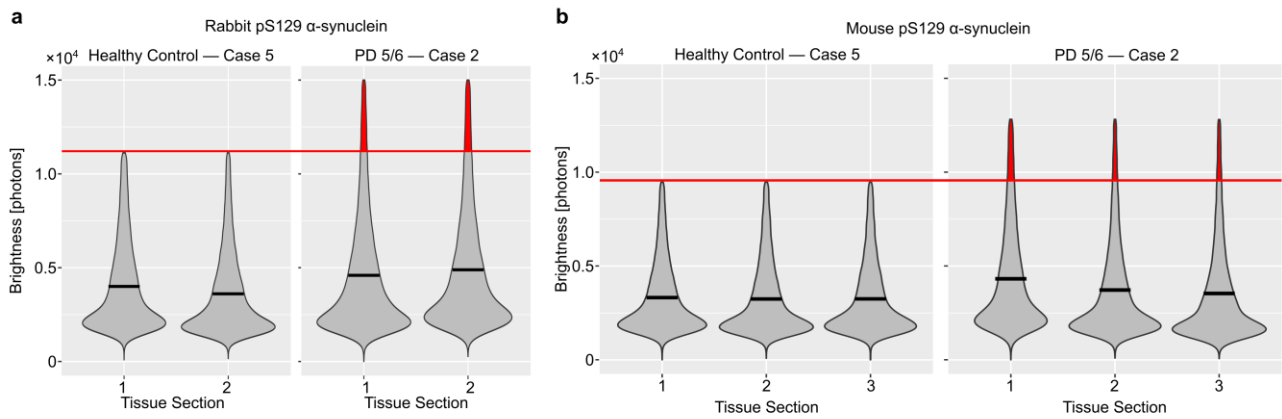 a
Rabbit pS129 α-synuclein
×10⁴
Healthy Control — Case 5
PD 5/6 — Case 2
1.5
1.0
0.5
0
Brightness [photons]
1
2
1
2
Tissue Section
Tissue Section
b
Mouse pS129 α-synuclein
×10⁴
Healthy Control — Case 5
PD 5/6 — Case 2
1.5
1.0
0.5
0
Brightness [photons]
1
2
3
1
2
3
Tissue Section
Tissue Section